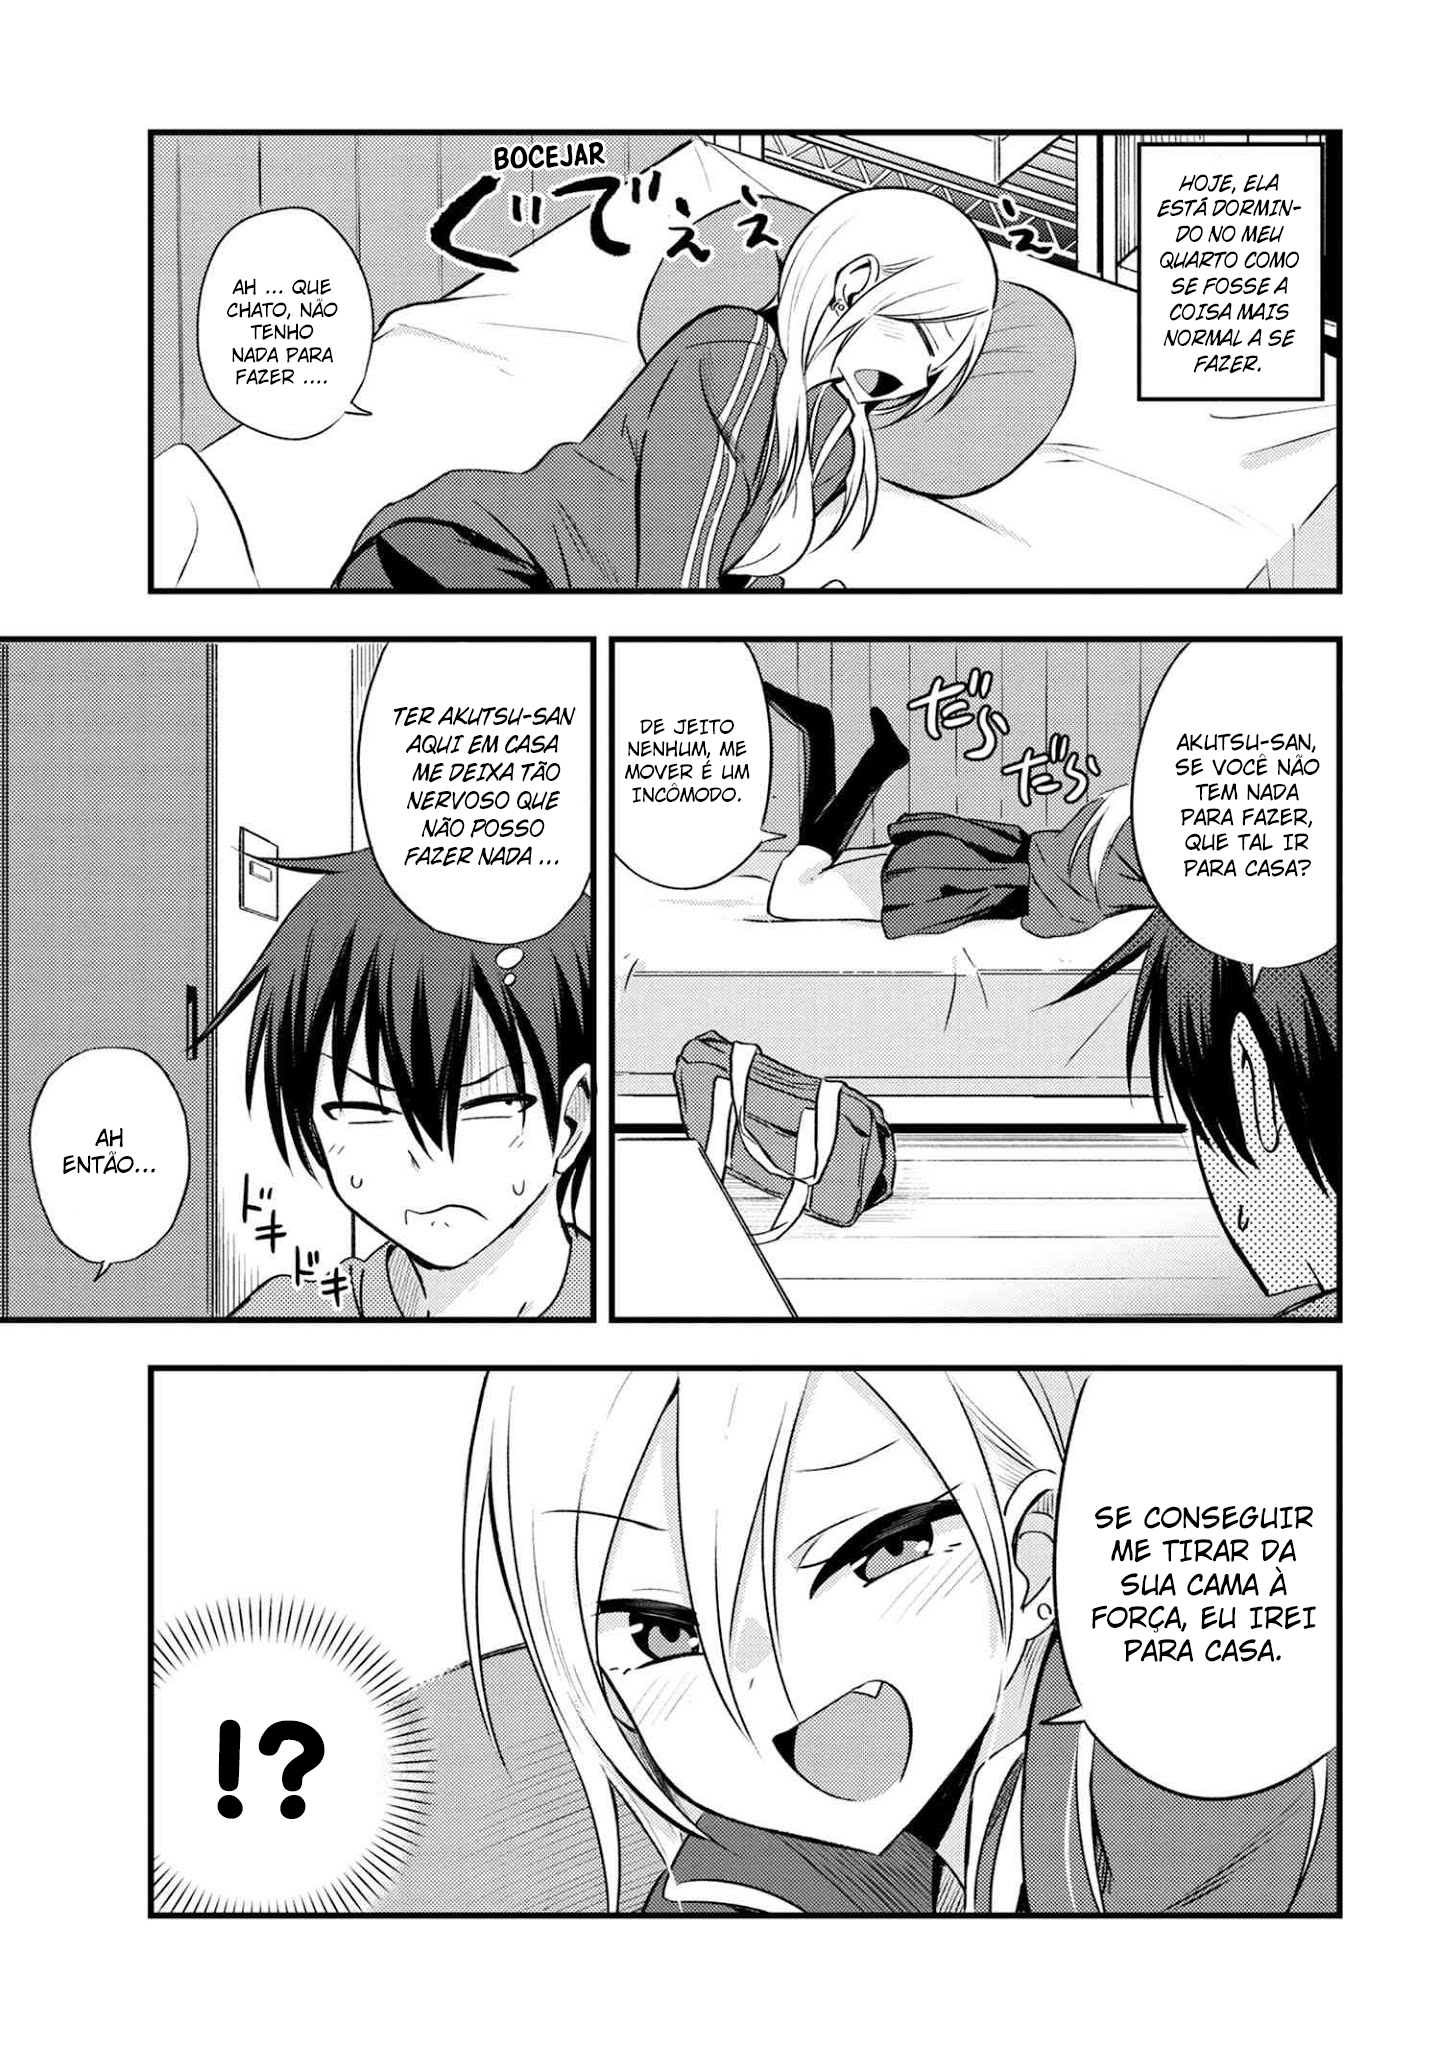 HOJE, ELA
ESTÁ DORMIN-
DO NO MEU
QUARTO COMO
SE FOSSE A
COISA MAIS
NORMAL A SE
FAZER.
BOCEJAR
ぐでぇぇぇ
AH ... QUE
CHATO, NÃO
TENHO
NADA PARA
FAZER ....
AKUTSU-SAN,
SE VOCÊ NÃO
TEM NADA
PARA FAZER,
QUE TAL IR
PARA CASA?
だら
だら
DE JEITO
NENHUM, ME
MOVER É UM
INCÔMODO.
TER AKUTSU-SAN
AQUI EM CASA
ME DEIXA TÃO
NERVOSO QUE
NÃO POSSO
FAZER NADA ...
ドキ
ドキ
AH
ENTÃO...
SE CONSEGUIR
ME TIRAR DA
SUA CAMA À
FORÇA, EU IREI
PARA CASA.
!?